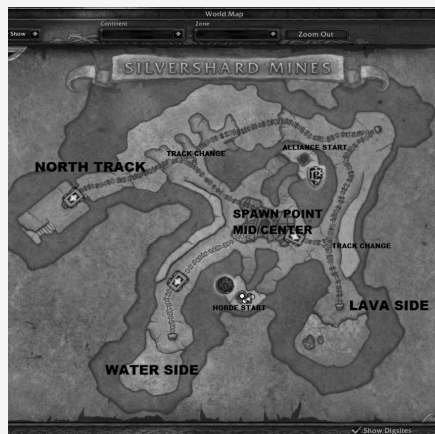 World Map
Continent
Zone
Show
Zoom Out
SILVERSHARD MINES
TRACK CHANGE
ALLIANCE START
NORTH TRACK
SPAWN POINT
MID/CENTER
TRACK CHANGE
HORDE START
LAVA SIDE
WATER SIDE
Show Digsites